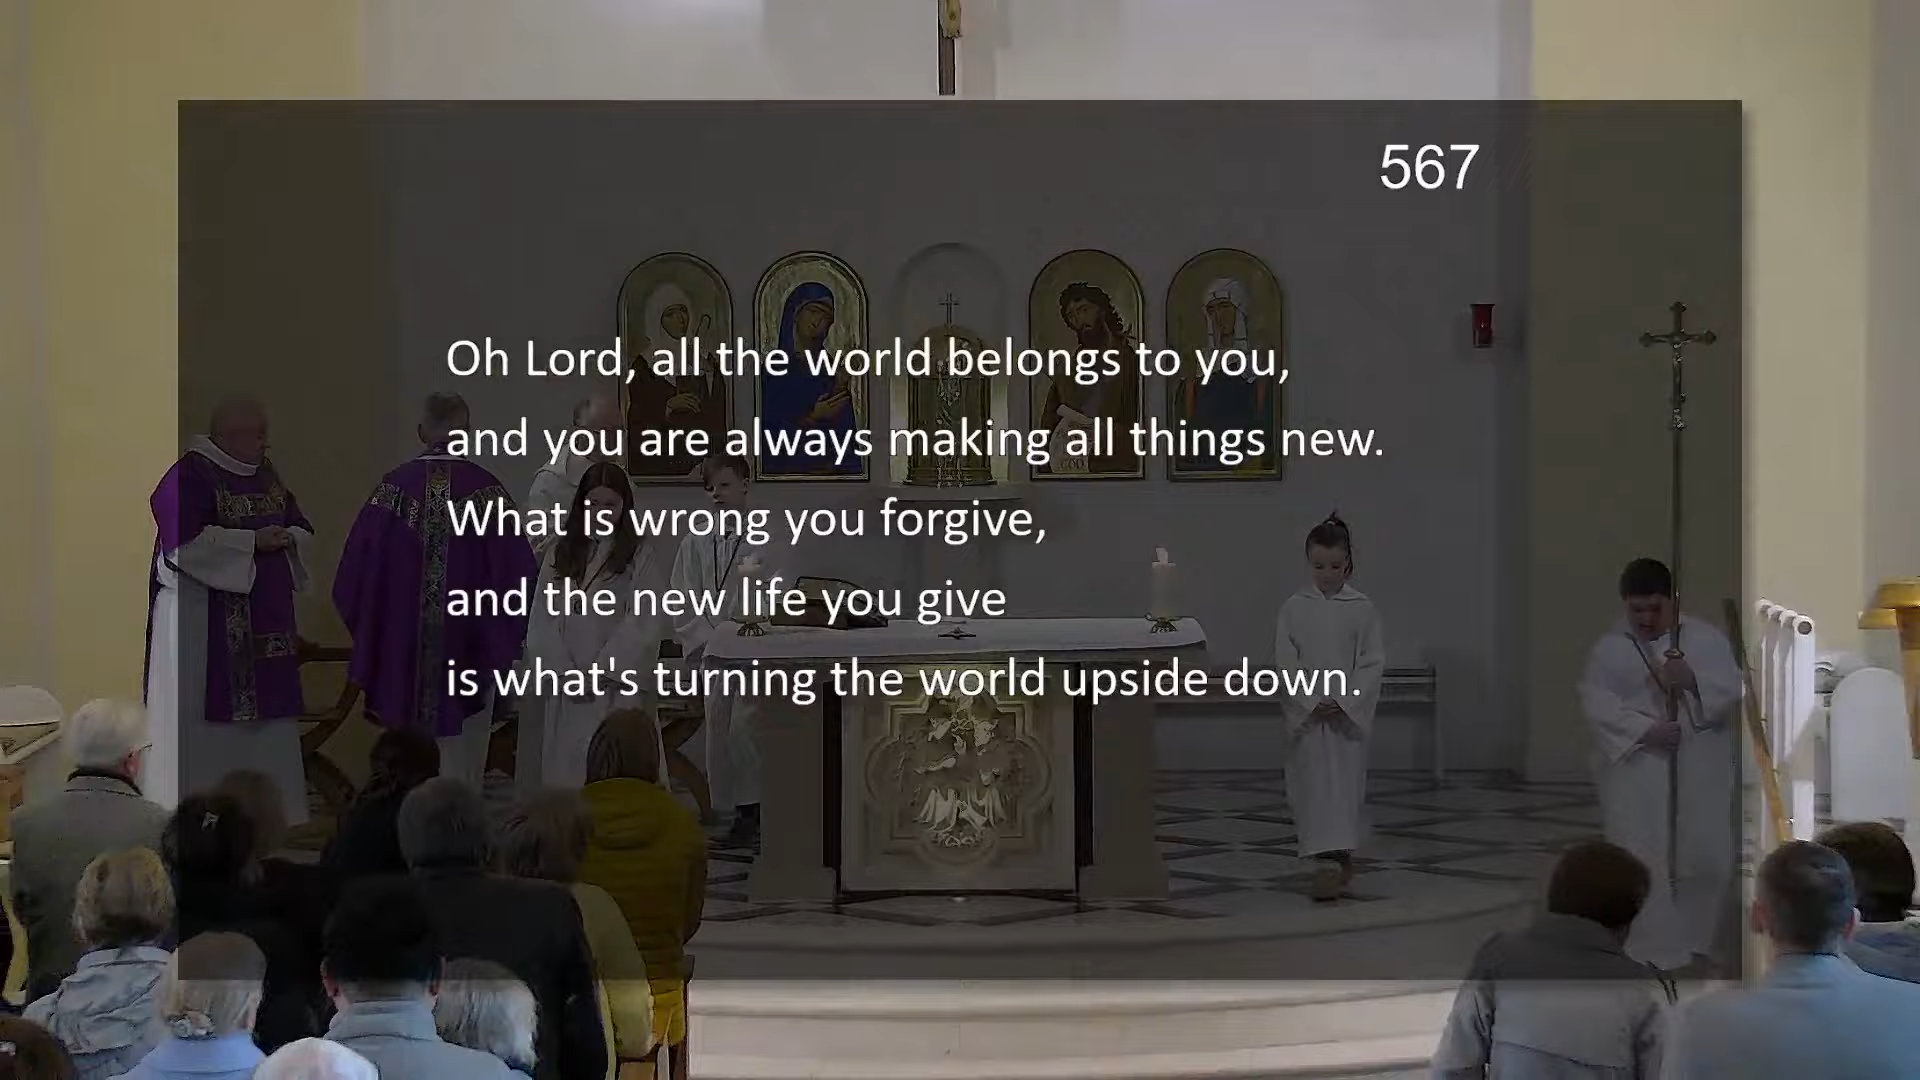 567
Oh Lord, all the world belongs to you,
and you are always making all things new.
What is wrong you forgive,
and the new life you give
is what's turning the world upside down.